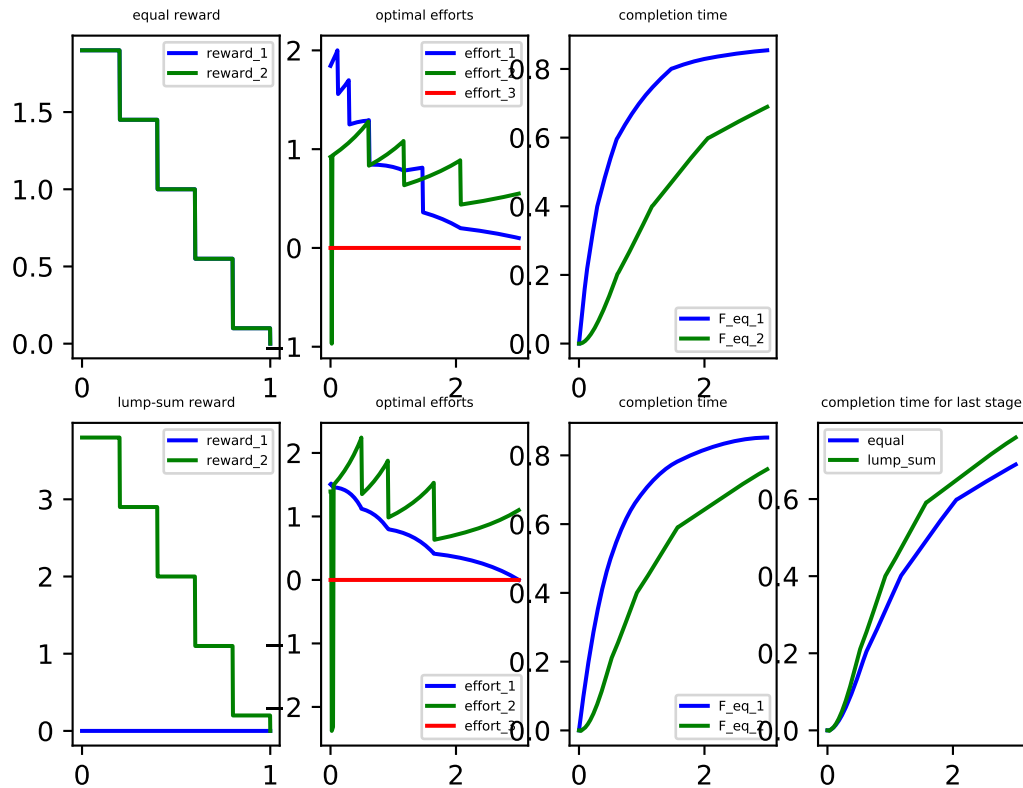 equal reward
reward_1
reward_2
0.0
0.5
1.0
1.5
0
1
optimal efforts
effort_1
effort_2
effort_3
−1
0
1
2
0
2
completion time
F_eq_1
F_eq_2
0.0
0.2
0.4
0.6
0.8
0
2
lump-sum reward
reward_1
reward_2
0
1
2
3
0
1
optimal efforts
effort_1
effort_2
effort_3
−2
−1
0
1
2
0
2
completion time
F_eq_1
F_eq_2
0.0
0.2
0.4
0.6
0.8
0
2
completion time for last stage
equal
lump_sum
0.0
0.2
0.4
0.6
0
2